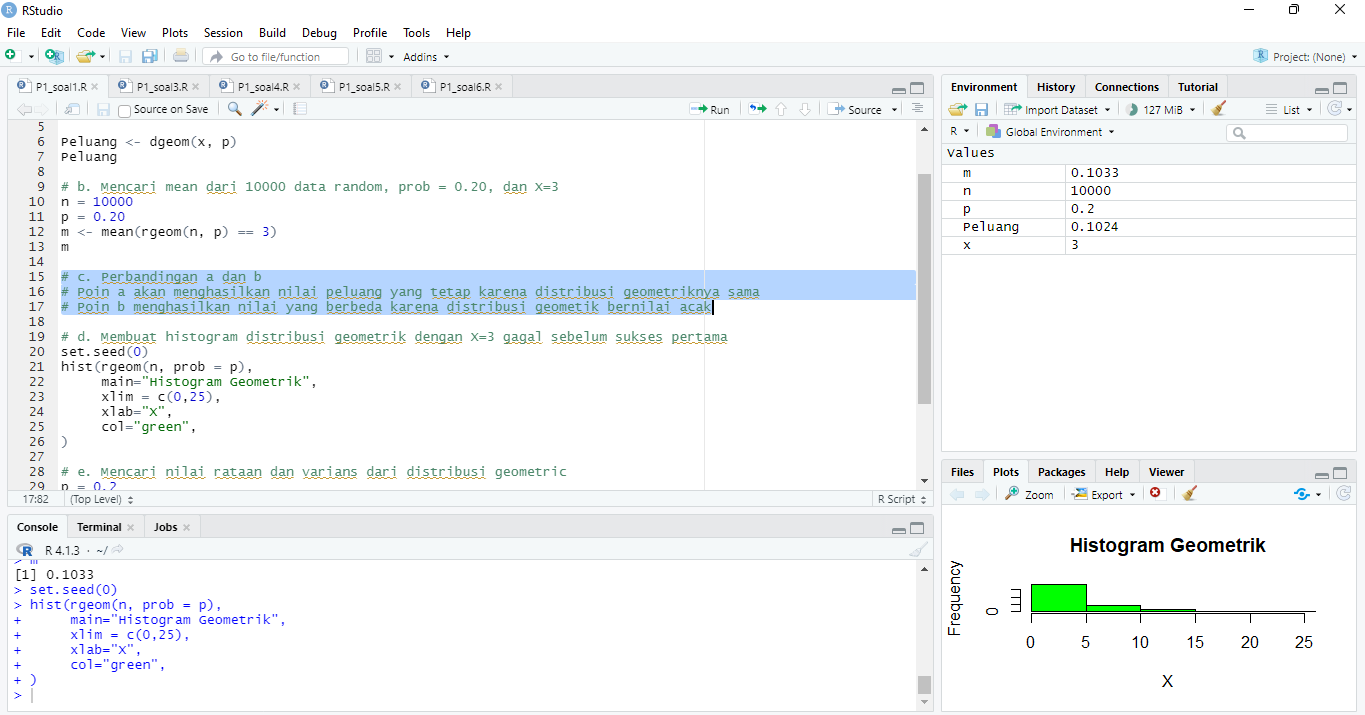 RStudio
File Edit Code View Plots Session Build Debug Profile Tools Help
Go to file/function Addins Project: (None)
P1_soal1.R P1_soal3.R P1_soal4.R P1_soal5.R P1_soal6.R
Source on Save Run Source
5
6 Peluang <- dgeom(x, p)
7 Peluang
8
9 # b. Mencari mean dari 10000 data random, prob = 0.20, dan X=3
10 n = 10000
11 p = 0.20
12 m <- mean(rgeom(n, p) == 3)
13 m
14
15 # c. Perbandingan a dan b
16 # Poin a akan menghasilkan nilai peluang yang tetap karena distribusi geometriknya sama
17 # Poin b menghasilkan nilai yang berbeda karena distribusi geometik bernilai acak
18
19 # d. Membuat histogram distribusi geometrik dengan X=3 gagal sebelum sukses pertama
20 set.seed(0)
21 hist(rgeom(n, prob = p),
22 main="Histogram Geometrik",
23 xlim = c(0,25),
24 xlab="X",
25 col="green",
26 )
27
28 # e. Mencari nilai rataan dan varians dari distribusi geometric
29 p = 0.2
17:82 (Top Level) R Script
Console Terminal Jobs
R 4.1.3 · ~/
> m
[1] 0.1033
> set.seed(0)
> hist(rgeom(n, prob = p),
+ main="Histogram Geometrik",
+ xlim = c(0,25),
+ xlab="X",
+ col="green",
+ )
>
Environment History Connections Tutorial
Import Dataset 127 MiB List
R Global Environment
Values
m 0.1033
n 10000
p 0.2
Peluang 0.1024
x 3
Files Plots Packages Help Viewer
Zoom Export
Histogram Geometrik
Frequency
0
0 5 10 15 20 25
X